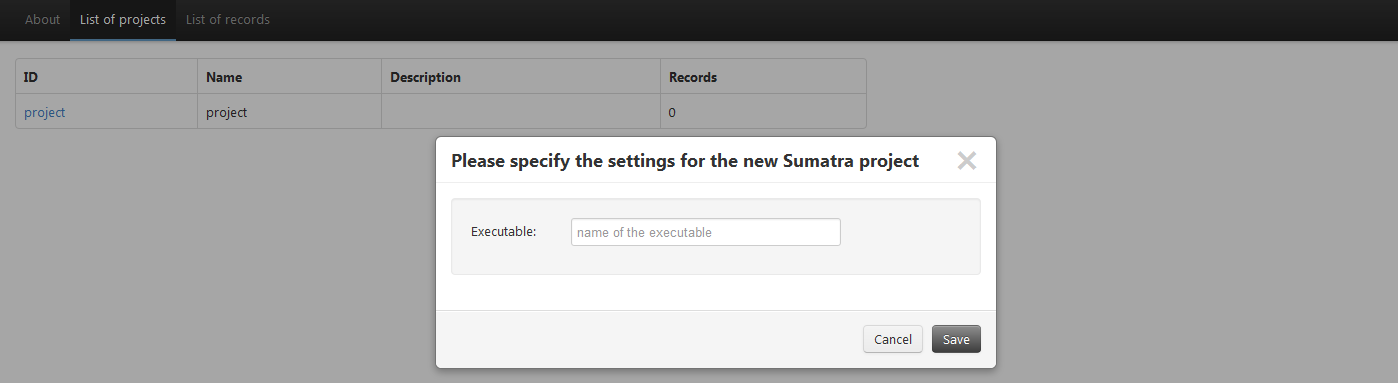 About List of projects List of records
ID Name Description Records
project project 0
Please specify the settings for the new Sumatra project
Executable: name of the executable
Cancel Save